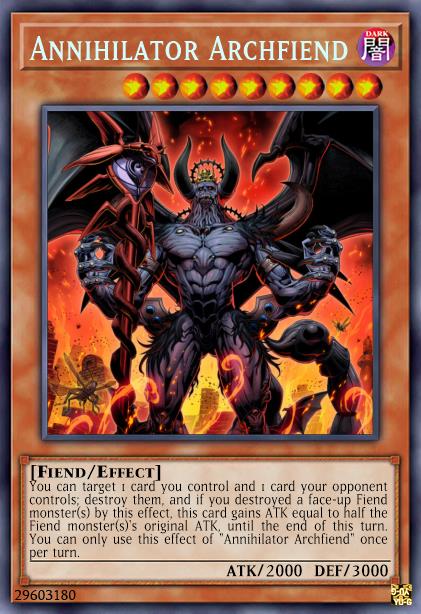 ANNIHILATOR ARCHFIEND
DARK
闇
[FIEND/EFFECT]
You can target 1 card you control and 1 card your opponent
controls; destroy them, and if you destroyed a face-up Fiend
monster(s) by this effect, this card gains ATK equal to half the
Fiend monster(s)'s original ATK, until the end of this turn.
You can only use this effect of "Annihilator Archfiend" once
per turn.
ATK/2000 DEF/3000
29603180